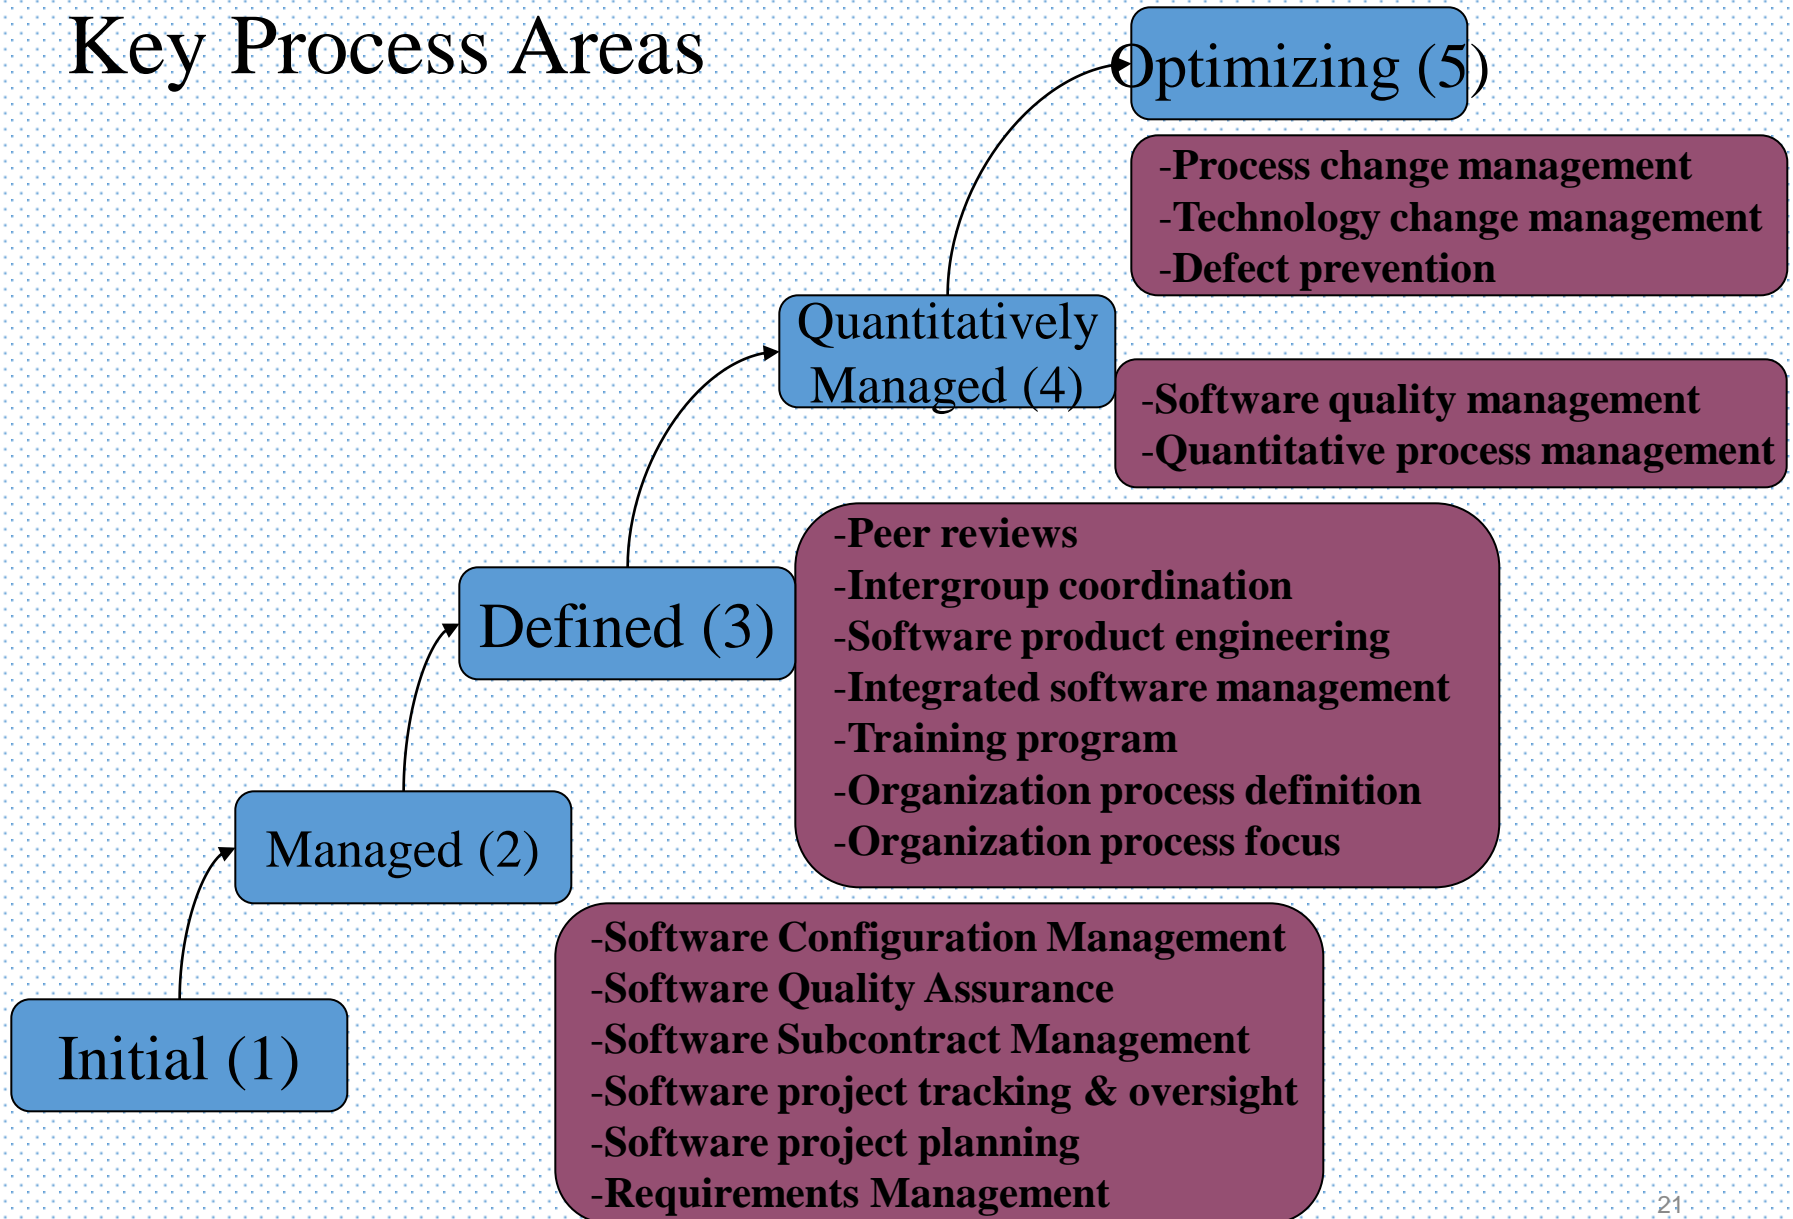 Key Process Areas
Optimizing (5)
-Process change management
-Technology change management
-Defect prevention
Quantitatively
Managed (4)
-Software quality management
-Quantitative process management
Defined (3)
-Peer reviews
-Intergroup coordination
-Software product engineering
-Integrated software management
-Training program
-Organization process definition
-Organization process focus
Managed (2)
-Software Configuration Management
-Software Quality Assurance
-Software Subcontract Management
-Software project tracking & oversight
-Software project planning
-Requirements Management
Initial (1)
21